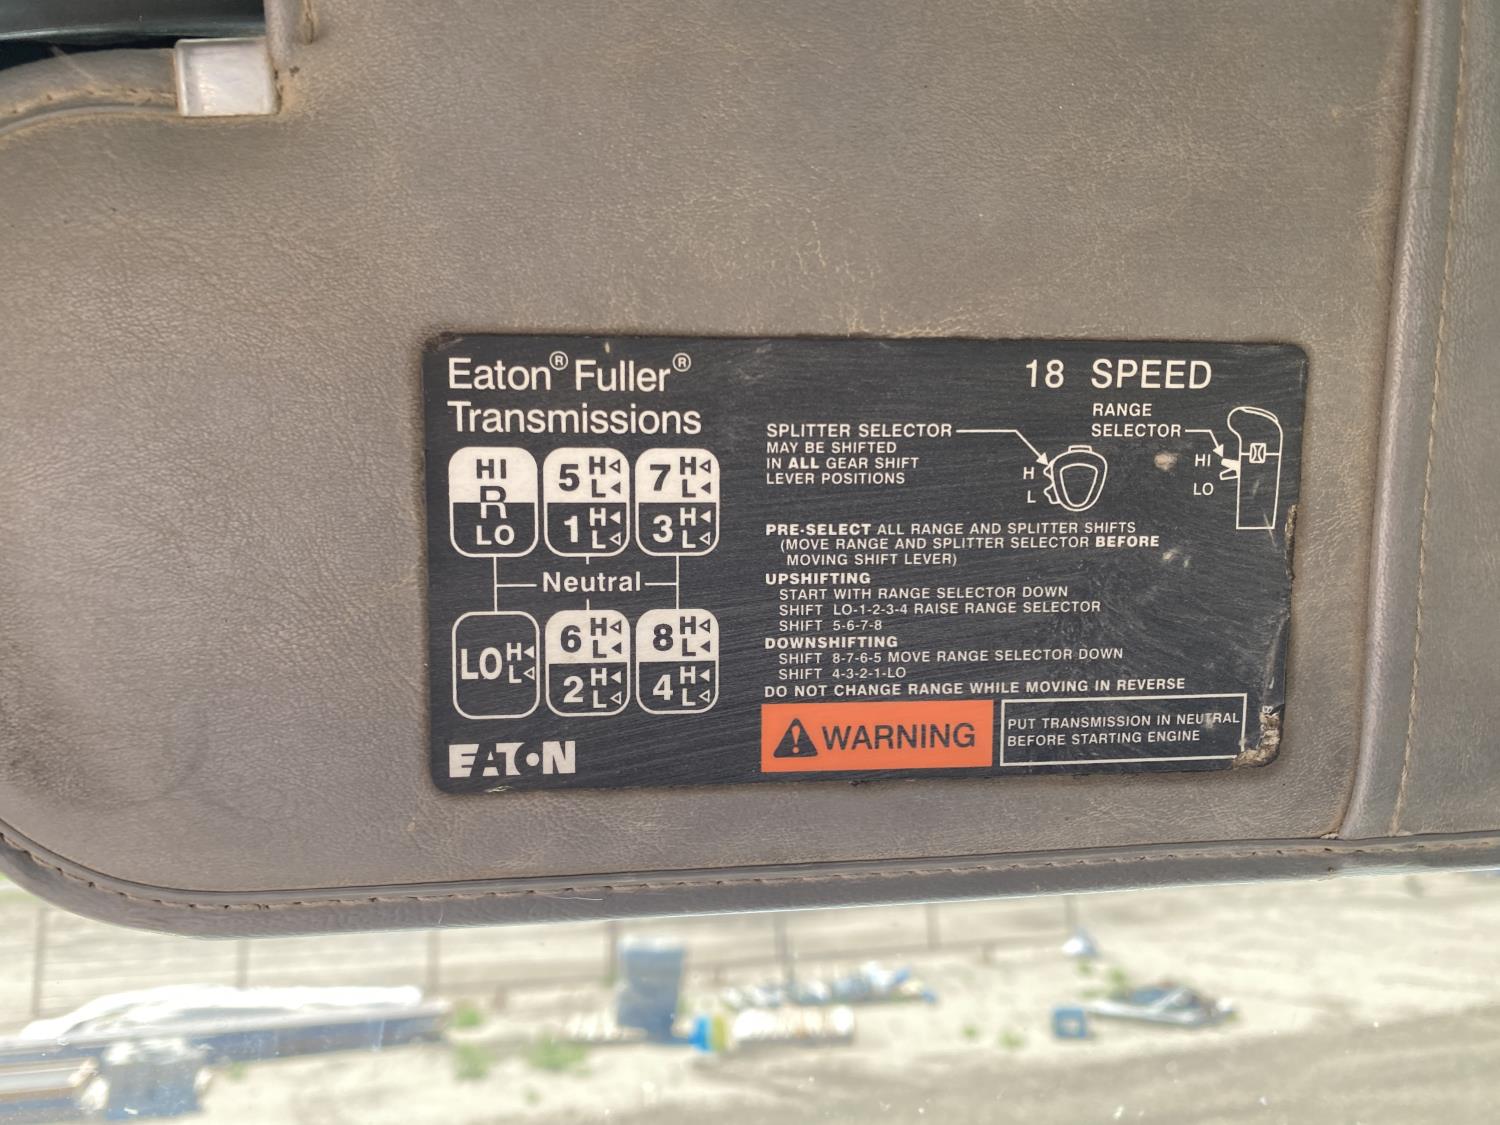 Eaton® Fuller®
Transmissions
18 SPEED
HI
R
LO
5 H L
1 H L
7 H L
3 H L
Neutral
LO H L
6 H L
2 H L
8 H L
4 H L
EATON
SPLITTER SELECTOR
MAY BE SHIFTED
IN ALL GEAR SHIFT
LEVER POSITIONS
H
L
RANGE
SELECTOR
HI
LO
PRE-SELECT ALL RANGE AND SPLITTER SHIFTS
(MOVE RANGE AND SPLITTER SELECTOR BEFORE
MOVING SHIFT LEVER)
UPSHIFTING
START WITH RANGE SELECTOR DOWN
SHIFT LO-1-2-3-4 RAISE RANGE SELECTOR
SHIFT 5-6-7-8
DOWNSHIFTING
SHIFT 8-7-6-5 MOVE RANGE SELECTOR DOWN
SHIFT 4-3-2-1-LO
DO NOT CHANGE RANGE WHILE MOVING IN REVERSE
WARNING
PUT TRANSMISSION IN NEUTRAL
BEFORE STARTING ENGINE